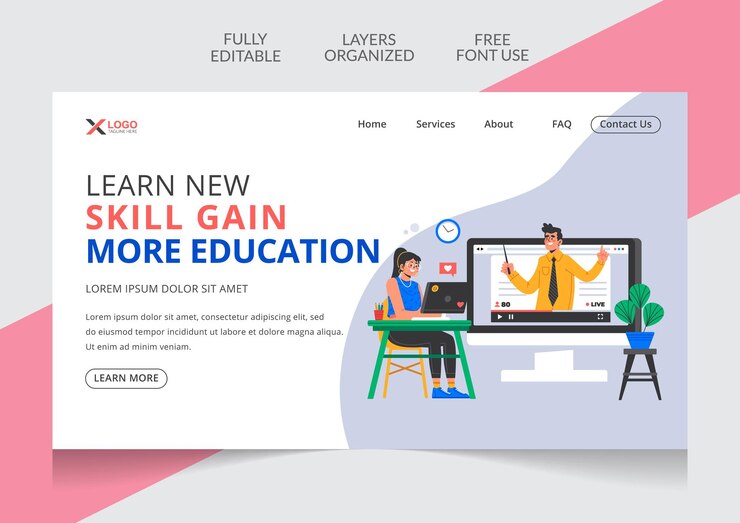 FULLY
EDITABLE
LAYERS
ORGANIZED
FREE
FONT USE
LOGO
TAGLINE HERE
Home
Services
About
FAQ
Contact Us
LEARN NEW
SKILL GAIN
MORE EDUCATION
LOREM IPSUM DOLOR SIT AMET
Lorem ipsum dolor sit amet, consectetur adipiscing elit, sed
do eiusmod tempor incididunt ut labore et dolore magna aliqua.
Ut enim ad minim veniam.
LEARN MORE
80
LIVE